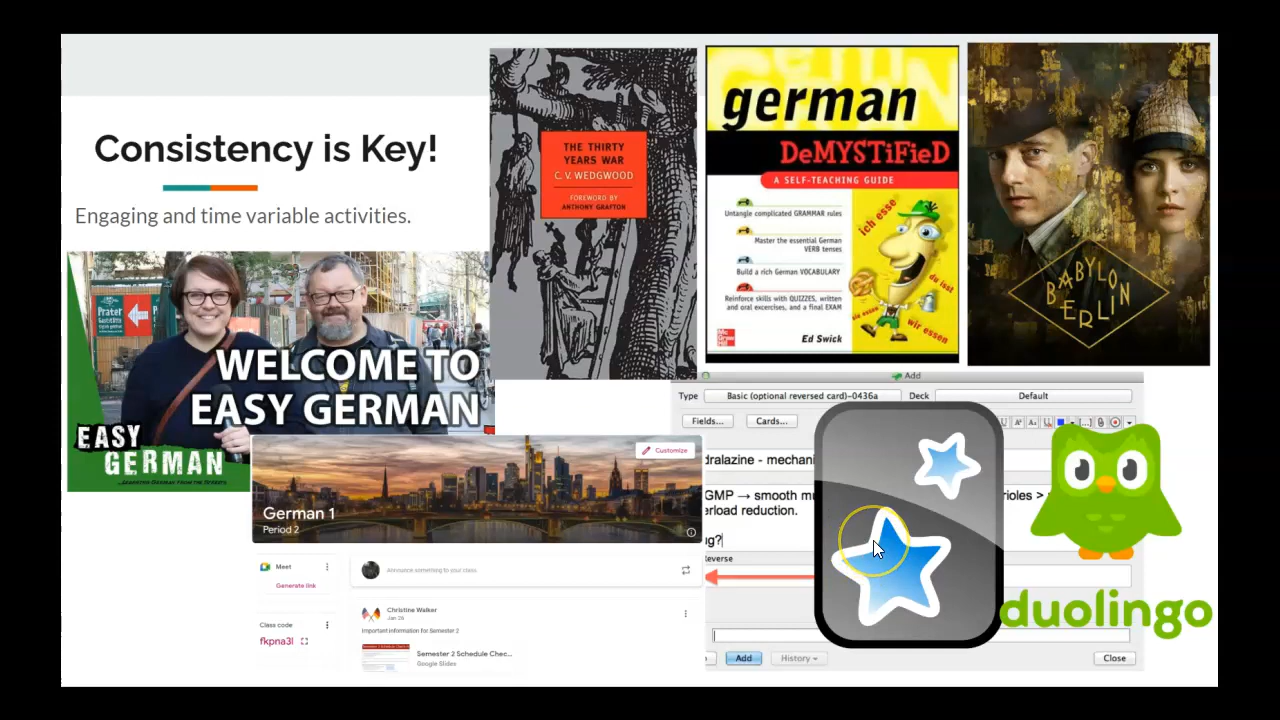 Consistency is Key!
Engaging and time variable activities.
Prater
WELCOME TO
EASY GERMAN
EASY
GERMAN
THE THIRTY
YEARS WAR
C. V. WEDGWOOD
FOREWORD BY
ANTHONY GRAFTON
german
DeMYSTiFieD
A SELF-TEACHING GUIDE
Untangle complicated GRAMMAR rules
Master the essential German
VERB tenses
Build a rich German VOCABULARY
Reinforce skills with QUIZZES, written
and oral excercises, and a final EXAM
ich esse
du isst
wir essen
Ed Swick
BABYLON
BERLIN
Customize
German 1
Period 2
Meet
Generate link
Class code
fkpna3l
Announce something to your class
Christine Walker
Jan 26
Important information for Semester 2
Semester 2 Schedule Chec...
Google Slides
Add
Type
Basic (optional reversed card)-0436a
Deck
Default
Fields...
Cards...
dralazine - mechani
GMP → smooth mu
rioles >
erload reduction.
ng?
Reverse
Add
History
Close
duolingo